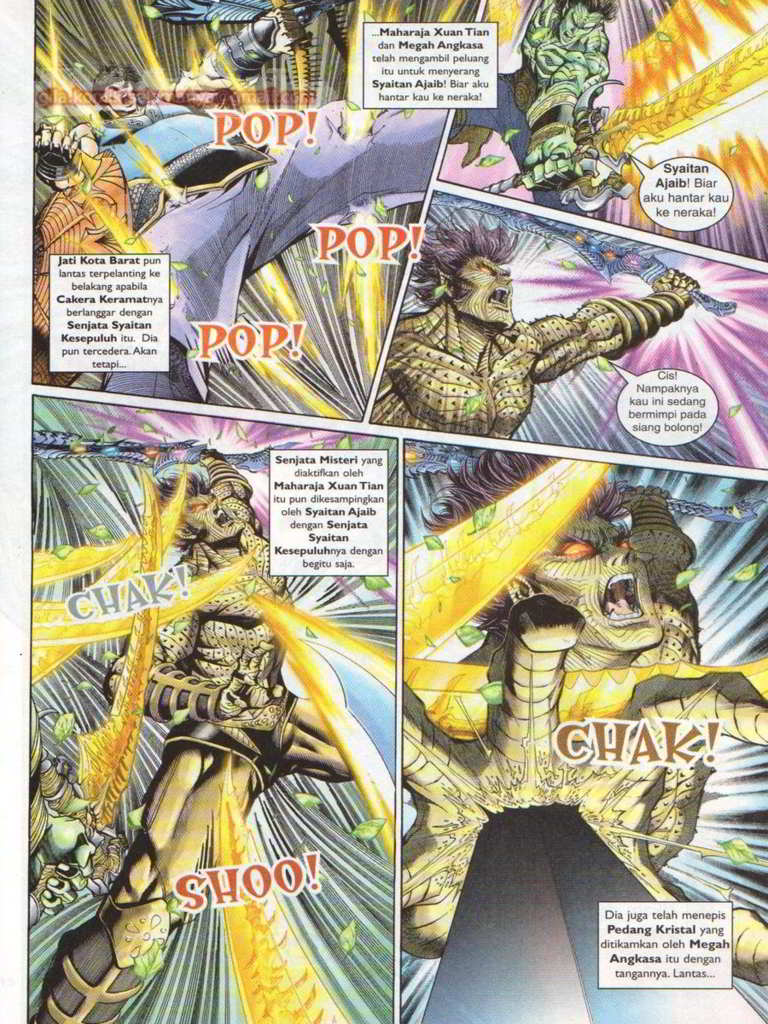 ...Maharaja Xuan Tian
dan Megah Angkasa
telah mengambil peluang
itu untuk menyerang
Syaitan Ajaib! Biar aku
hantar kau ke neraka!
POP!
Syaitan
Ajaib! Biar
aku hantar kau
ke neraka!
POP!
Jati Kota Barat pun
lantas terpelanting ke
belakang apabila
Cakera Keramatnya
berlanggar dengan
Senjata Syaitan
Kesepuluh itu. Dia
pun tercedera. Akan
tetapi...
POP!
Cis!
Nampaknya
kau ini sedang
bermimpi pada
siang bolong!
Senjata Misteri yang
diaktifkan oleh
Maharaja Xuan Tian
itu pun dikesampingkan
oleh Syaitan Ajaib
dengan Senjata
Syaitan
Kesepuluhnya dengan
begitu saja.
CHAK!
SHOO!
CHAK!
Dia juga telah menepis
Pedang Kristal yang
ditikamkan oleh Megah
Angkasa itu dengan
tangannya. Lantas...